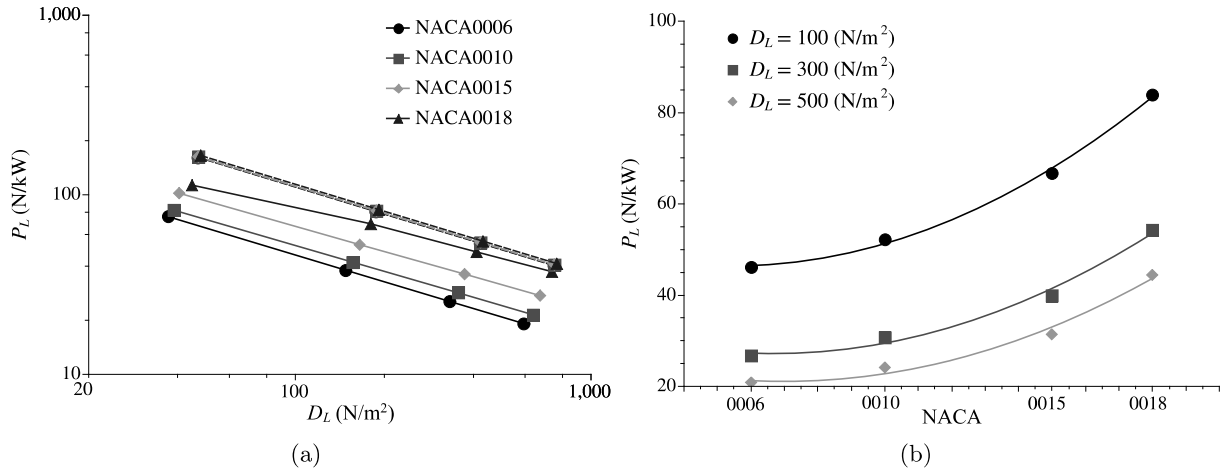 1,000
100
10
P_L (N/kW)
NACA0006
NACA0010
NACA0015
NACA0018
20
100
1,000
D_L (N/m²)
(a)
100
80
60
40
20
P_L (N/kW)
D_L = 100 (N/m²)
D_L = 300 (N/m²)
D_L = 500 (N/m²)
0006
0010
0015
0018
NACA
(b)